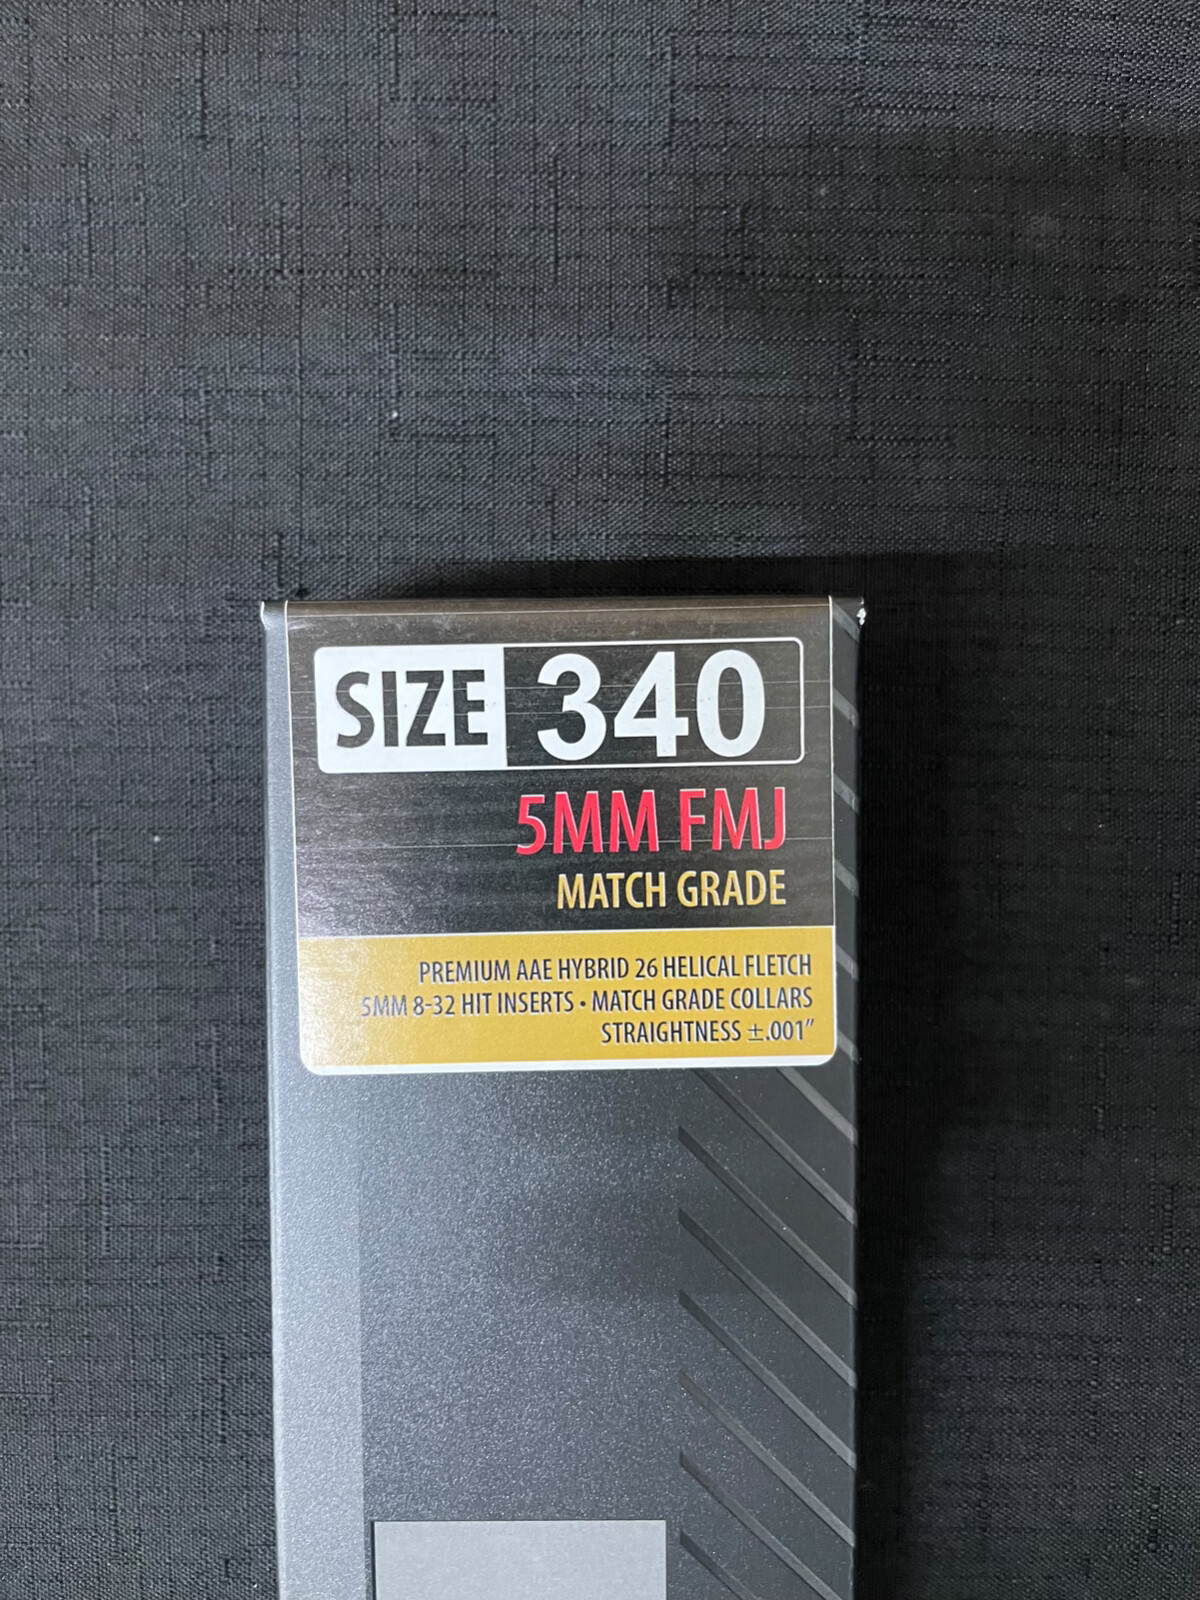 SIZE 340
5MM FMJ
MATCH GRADE
PREMIUM AAE HYBRID 26 HELICAL FLETCH
5MM 8-32 HIT INSERTS • MATCH GRADE COLLARS
STRAIGHTNESS ±.001”